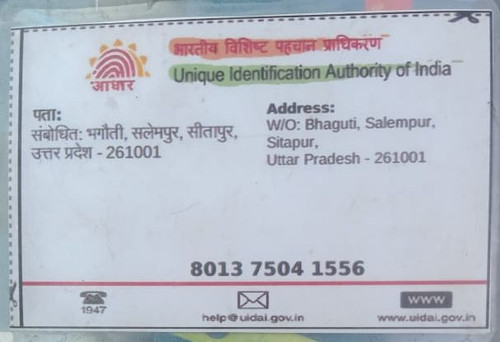 भारतीय विशिष्ट पहचान प्राधिकरण
Unique Identification Authority of India
आधार
पता:
संबोधित: भगौती, सलेमपुर, सीतापुर,
उत्तर प्रदेश - 261001
Address:
W/O: Bhaguti, Salempur,
Sitapur,
Uttar Pradesh - 261001
8013 7504 1556
1947
help@uidai.gov.in
www
www.uidai.gov.in